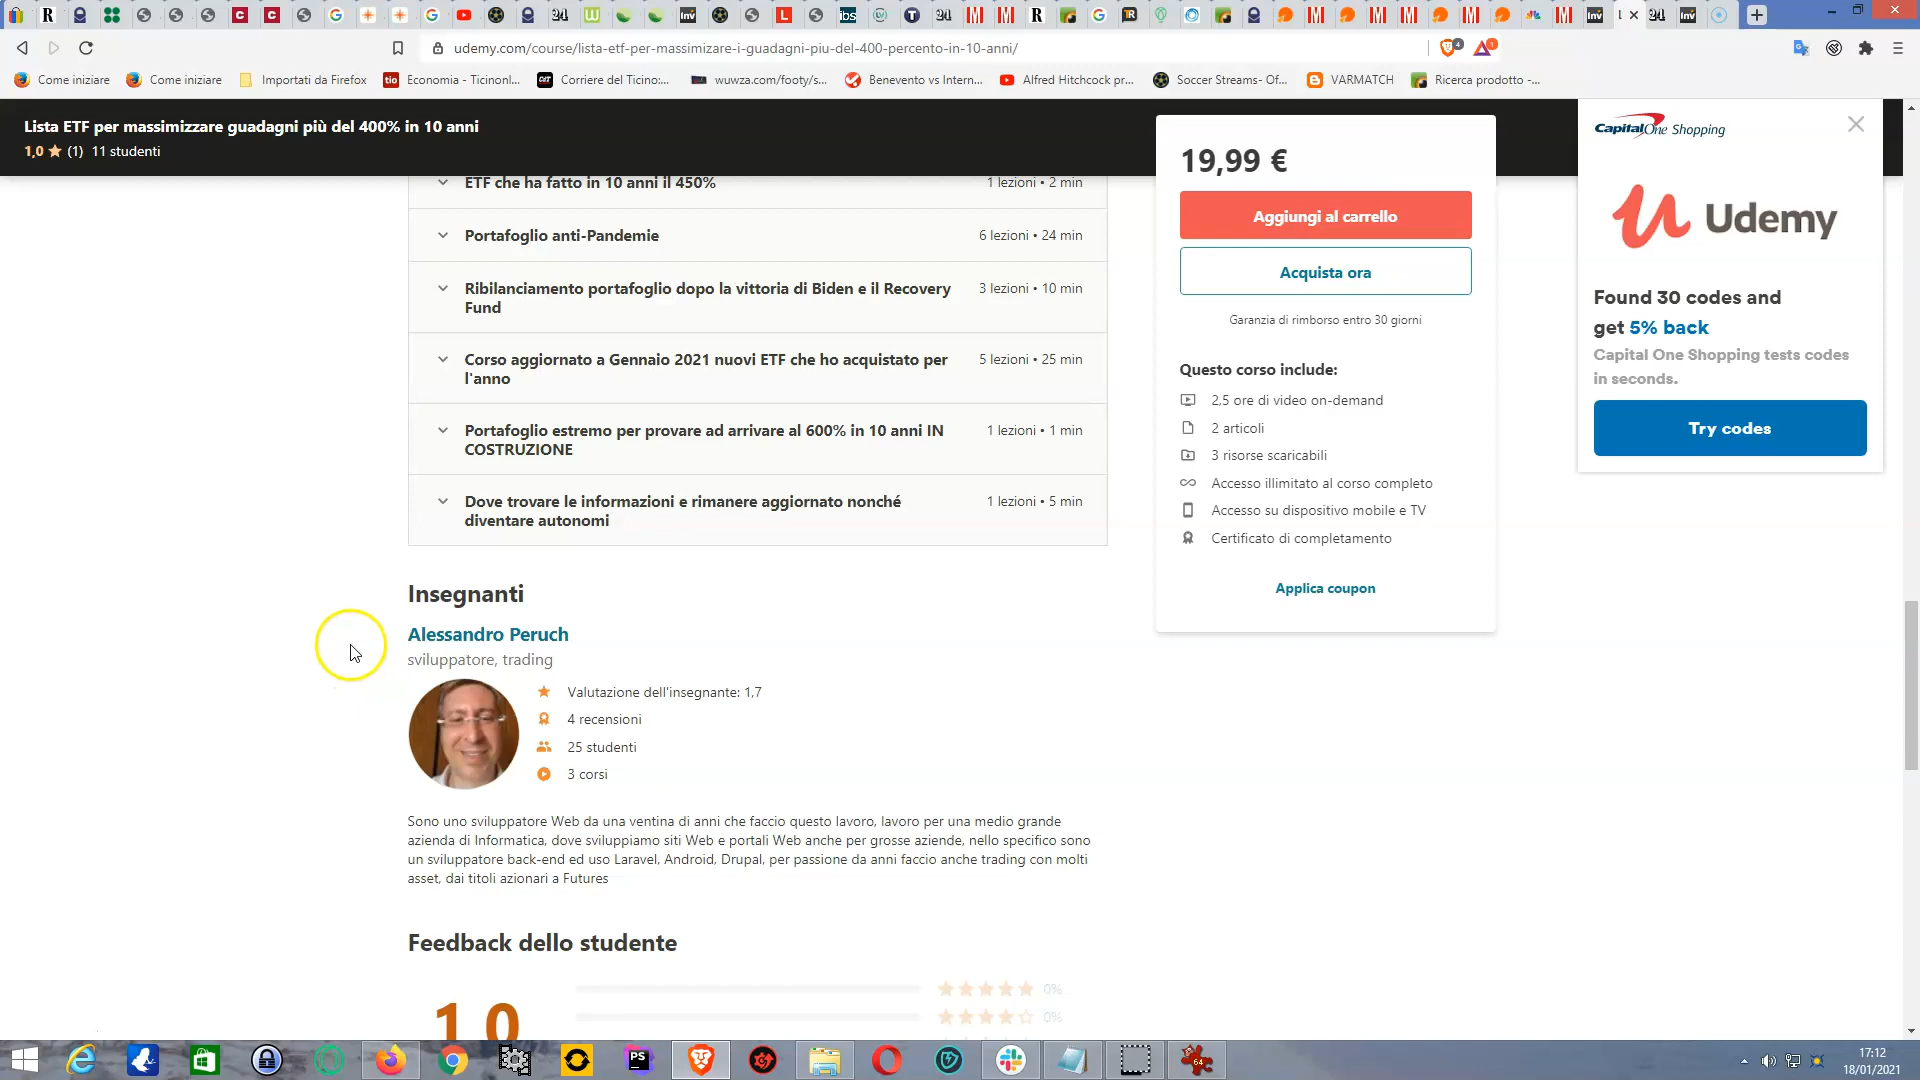 udemy.com/course/lista-etf-per-massimizare-i-guadagni-piu-del-400-percento-in-10-anni/
4
1
Come iniziare
Come iniziare
Importati da Firefox
tio
Economia - Ticinonl...
Corriere del Ticino:...
wuwza.com/footy/s...
Benevento vs Intern...
Alfred Hitchcock pr...
Soccer Streams- Of...
VARMATCH
Ricerca prodotto -...
Lista ETF per massimizzare guadagni più del 400% in 10 anni
1,0 (1) 11 studenti
ETF che ha fatto in 10 anni il 450%
1 lezioni • 2 min
Portafoglio anti-Pandemie
6 lezioni • 24 min
Ribilanciamento portafoglio dopo la vittoria di Biden e il Recovery
Fund
3 lezioni • 10 min
Corso aggiornato a Gennaio 2021 nuovi ETF che ho acquistato per
l'anno
5 lezioni • 25 min
Portafoglio estremo per provare ad arrivare al 600% in 10 anni IN
COSTRUZIONE
1 lezioni • 1 min
Dove trovare le informazioni e rimanere aggiornato nonché
diventare autonomi
1 lezioni • 5 min
Insegnanti
Alessandro Peruch
sviluppatore, trading
Valutazione dell'insegnante: 1,7
4 recensioni
25 studenti
3 corsi
Sono uno sviluppatore Web da una ventina di anni che faccio questo lavoro, lavoro per una medio grande
azienda di Informatica, dove sviluppiamo siti Web e portali Web anche per grosse aziende, nello specifico sono
un sviluppatore back-end ed uso Laravel, Android, Drupal, per passione da anni faccio anche trading con molti
asset, dai titoli azionari a Futures
Feedback dello studente
1,0
0%
0%
19,99 €
Aggiungi al carrello
Acquista ora
Garanzia di rimborso entro 30 giorni
Questo corso include:
2,5 ore di video on-demand
2 articoli
3 risorse scaricabili
Accesso illimitato al corso completo
Accesso su dispositivo mobile e TV
Certificato di completamento
Applica coupon
Capital One Shopping
Udemy
Found 30 codes and
get 5% back
Capital One Shopping tests codes
in seconds.
Try codes
PS
64
17:12
18/01/2021